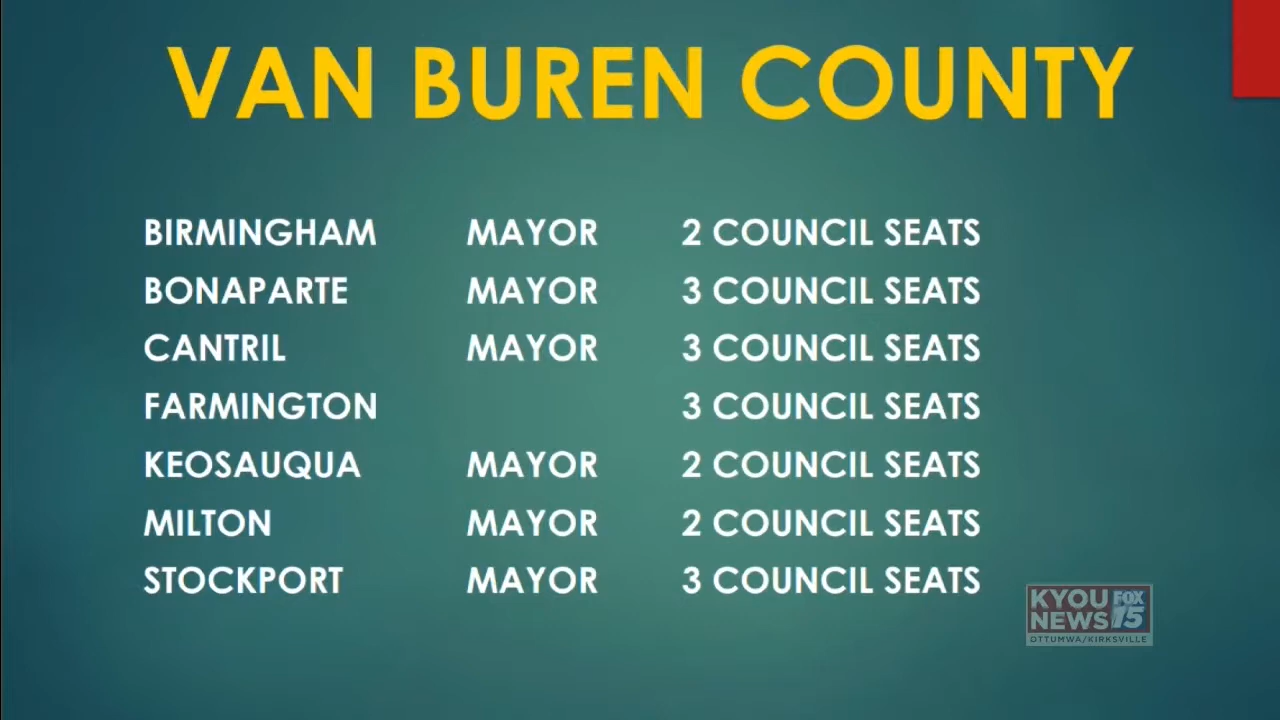 VAN BUREN COUNTY
BIRMINGHAM MAYOR 2 COUNCIL SEATS
BONAPARTE MAYOR 3 COUNCIL SEATS
CANTRIL MAYOR 3 COUNCIL SEATS
FARMINGTON 3 COUNCIL SEATS
KEOSAUQUA MAYOR 2 COUNCIL SEATS
MILTON MAYOR 2 COUNCIL SEATS
STOCKPORT MAYOR 3 COUNCIL SEATS
KYOU FOX
NEWS 15
OTTUMWA/KIRKSVILLE